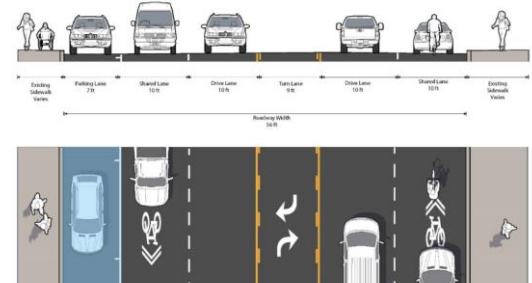 Existing
Sidewalk
Varies
Parking Lane
7 ft
Shared Lane
10 ft
Drive Lane
10 ft
Turn Lane
9 ft
Drive Lane
10 ft
Shared Lane
10 ft
Existing
Sidewalk
Varies
Roadway Width
56 ft